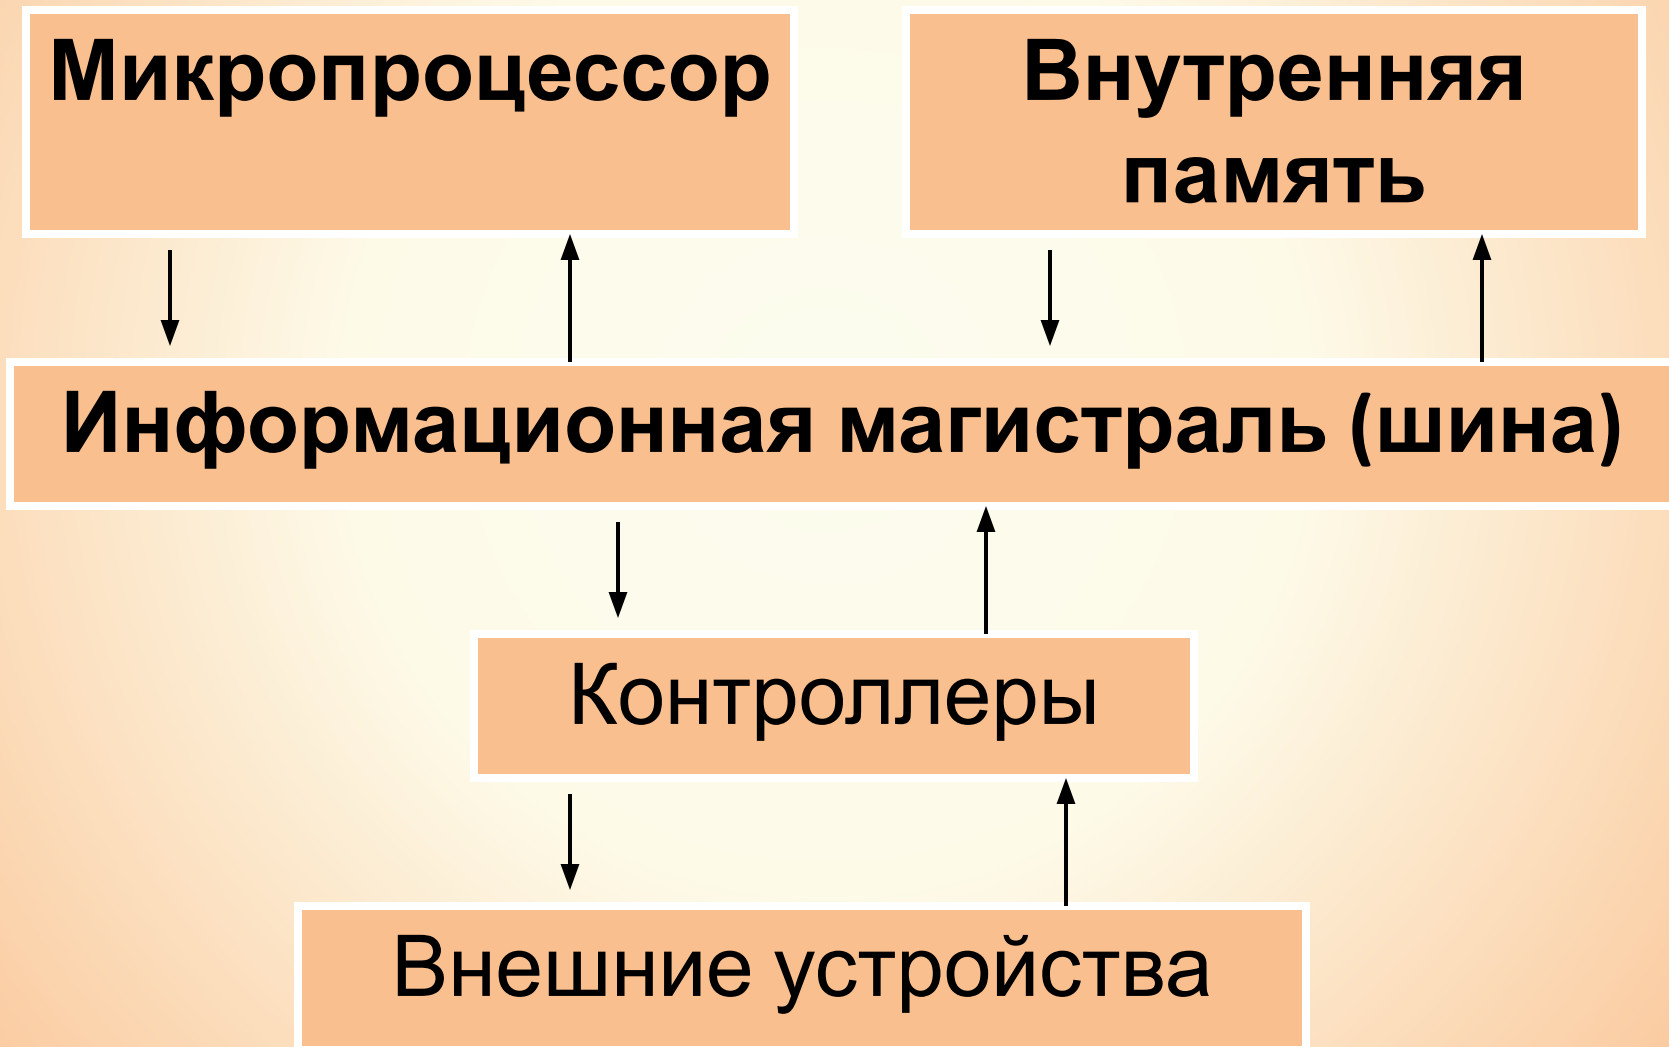 Микропроцессор
Внутренняя
память
Информационная магистраль (шина)
Контроллеры
Внешние устройства